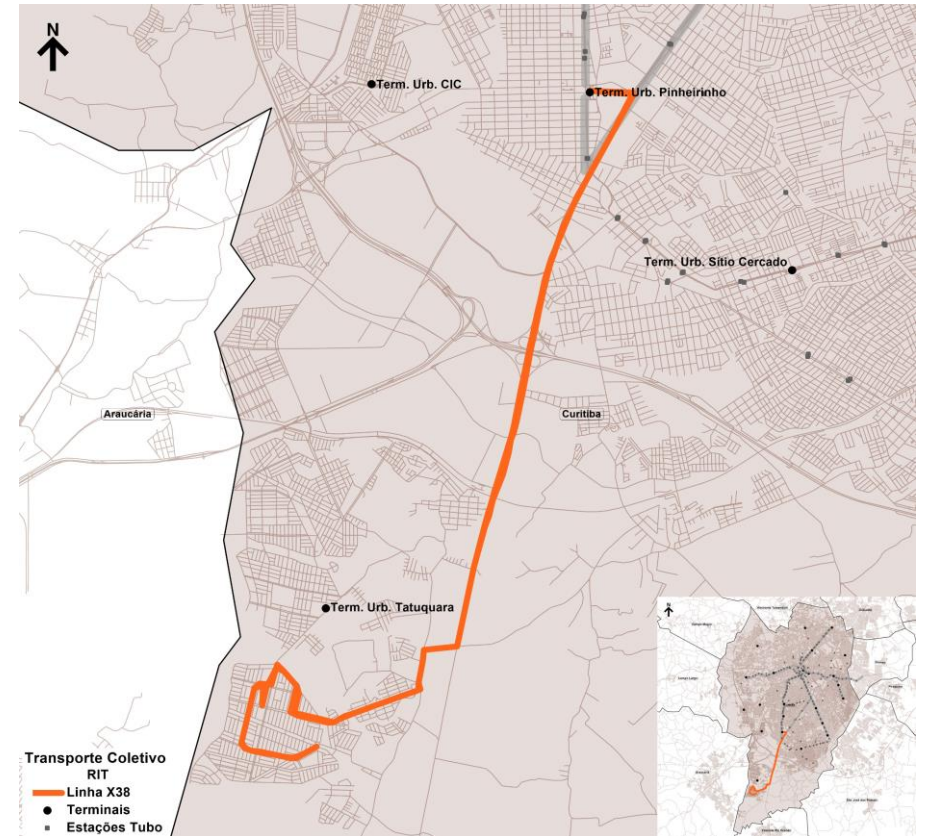 N
Term. Urb. CIC
Term. Urb. Pinheirinho
Term. Urb. Sítio Cercado
Araucária
Curitiba
Term. Urb. Tatuquara
Transporte Coletivo
RIT
Linha X38
Terminais
Estações Tubo
N